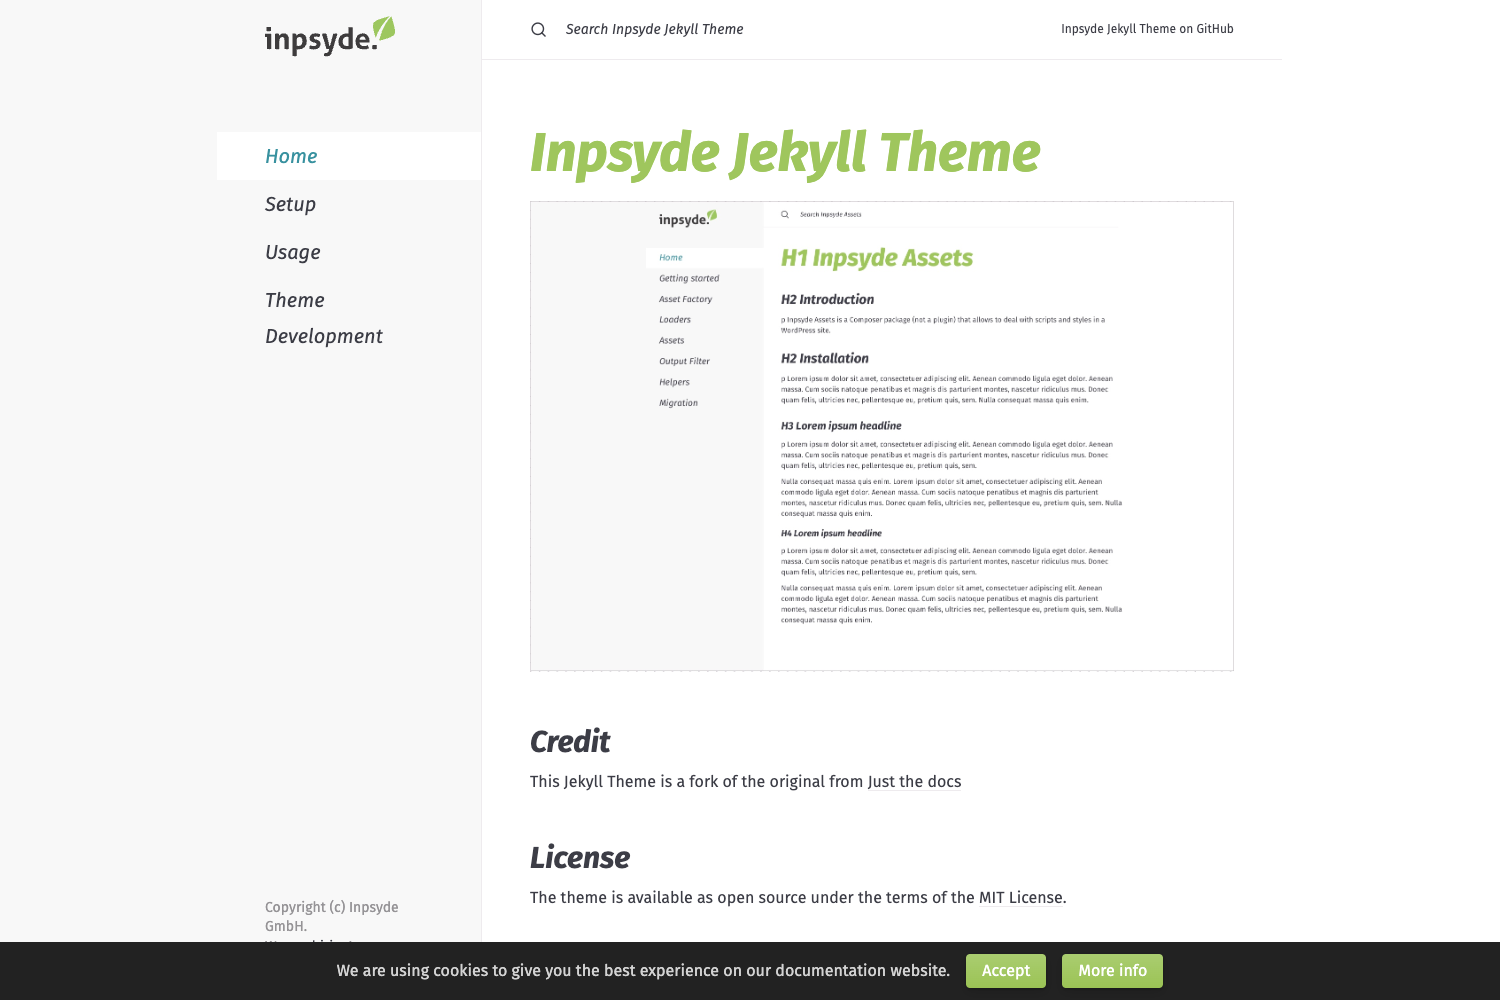 inpsyde.
Search Inpsyde Jekyll Theme
Inpsyde Jekyll Theme on GitHub
Home
Setup
Usage
Theme
Development
Inpsyde Jekyll Theme
inpsyde.
Search Inpsyde Assets
Home
Getting started
Asset Factory
Loaders
Assets
Output Filter
Helpers
Migration
H1 Inpsyde Assets
H2 Introduction
p Inpsyde Assets is a Composer package (not a plugin) that allows to deal with scripts and styles in a
WordPress site.
H2 Installation
p Lorem ipsum dolor sit amet, consectetuer adipiscing elit. Aenean commodo ligula eget dolor. Aenean
massa. Cum sociis natoque penatibus et magnis dis parturient montes, nascetur ridiculus mus. Donec
quam felis, ultricies nec, pellentesque eu, pretium quis, sem. Nulla consequat massa quis enim.
H3 Lorem ipsum headline
p Lorem ipsum dolor sit amet, consectetuer adipiscing elit. Aenean commodo ligula eget dolor. Aenean
massa. Cum sociis natoque penatibus et magnis dis parturient montes, nascetur ridiculus mus. Donec
quam felis, ultricies nec, pellentesque eu, pretium quis, sem.
Nulla consequat massa quis enim. Lorem ipsum dolor sit amet, consectetuer adipiscing elit. Aenean
commodo ligula eget dolor. Aenean massa. Cum sociis natoque penatibus et magnis dis parturient
montes, nascetur ridiculus mus. Donec quam felis, ultricies nec, pellentesque eu, pretium quis, sem. Nulla
consequat massa quis enim.
H4 Lorem ipsum headline
p Lorem ipsum dolor sit amet, consectetuer adipiscing elit. Aenean commodo ligula eget dolor. Aenean
massa. Cum sociis natoque penatibus et magnis dis parturient montes, nascetur ridiculus mus. Donec
quam felis, ultricies nec, pellentesque eu, pretium quis, sem.
Nulla consequat massa quis enim. Lorem ipsum dolor sit amet, consectetuer adipiscing elit. Aenean
commodo ligula eget dolor. Aenean massa. Cum sociis natoque penatibus et magnis dis parturient
montes, nascetur ridiculus mus. Donec quam felis, ultricies nec, pellentesque eu, pretium quis, sem. Nulla
consequat massa quis enim.
Credit
This Jekyll Theme is a fork of the original from Just the docs
License
The theme is available as open source under the terms of the MIT License.
Copyright (c) Inpsyde
GmbH.
We are using cookies to give you the best experience on our documentation website.
Accept
More info